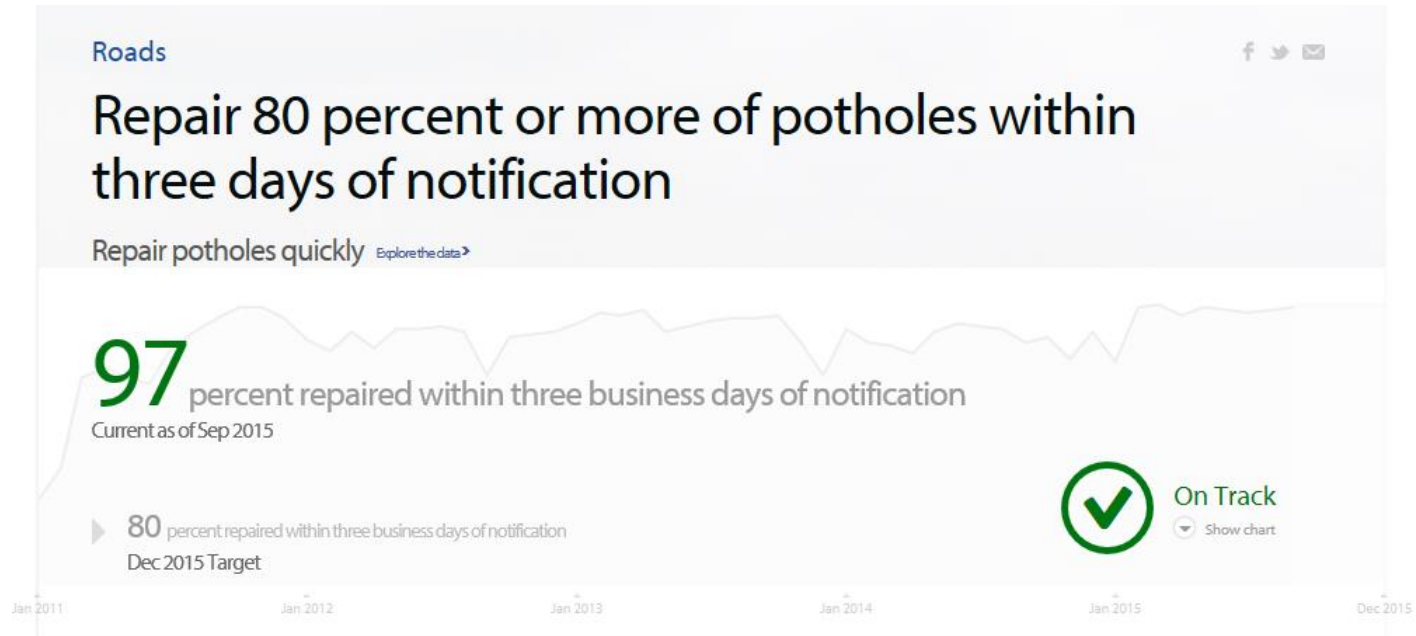 Roads
Repair 80 percent or more of potholes within
three days of notification
Repair potholes quickly Explore the data >
97 percent repaired within three business days of notification
Current as of Sep 2015
On Track
80 percent repaired within three business days of notification
Show chart
Dec 2015 Target
Jan 2011 Jan 2012 Jan 2013 Jan 2014 Jan 2015 Dec 2015